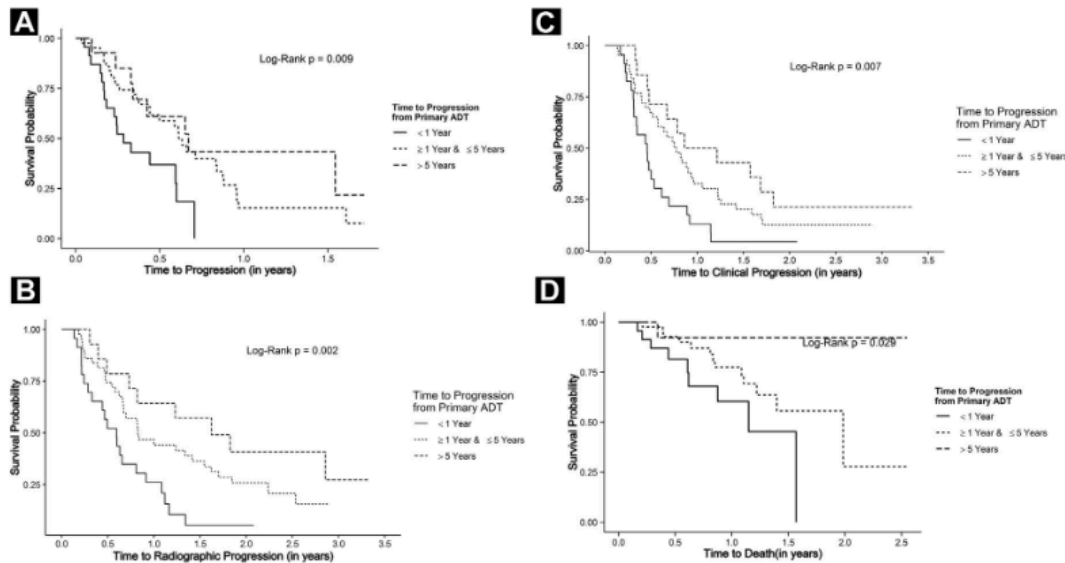 A
Log-Rank p = 0.009
Survival Probability
1.00
0.75
0.50
0.25
0.00
0.0 0.5 1.0 1.5
Time to Progression (in years)
Time to Progression
from Primary ADT
< 1 Year
≥ 1 Year & ≤ 5 Years
> 5 Years
B
Log-Rank p = 0.002
Survival Probability
1.00
0.75
0.50
0.25
0.0 0.5 1.0 1.5 2.0 2.5 3.0 3.5
Time to Radiographic Progression (in years)
Time to Progression
from Primary ADT
< 1 Year
≥ 1 Year & ≤ 5 Years
> 5 Years
C
Log-Rank p = 0.007
Survival Probability
1.00
0.75
0.50
0.25
0.00
0.0 0.5 1.0 1.5 2.0 2.5 3.0 3.5
Time to Clinical Progression (in years)
Time to Progression
from Primary ADT
< 1 Year
≥ 1 Year & ≤ 5 Years
> 5 Years
D
Log-Rank p = 0.029
Survival Probability
1.00
0.75
0.50
0.25
0.00
0.0 0.5 1.0 1.5 2.0 2.5
Time to Death(in years)
Time to Progression
from Primary ADT
< 1 Year
≥ 1 Year & ≤ 5 Years
> 5 Years